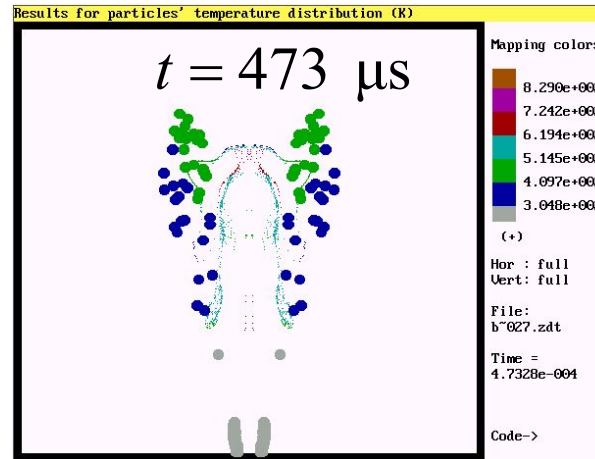 Results for particles' temperature distribution (K)
t = 473 μs
Mapping colors
8.290e+00
7.242e+00
6.194e+00
5.145e+00
4.097e+00
3.048e+00
(+)
Hor : full
Vert: full
File:
b~027.zdt
Time =
4.7328e-004
Code->